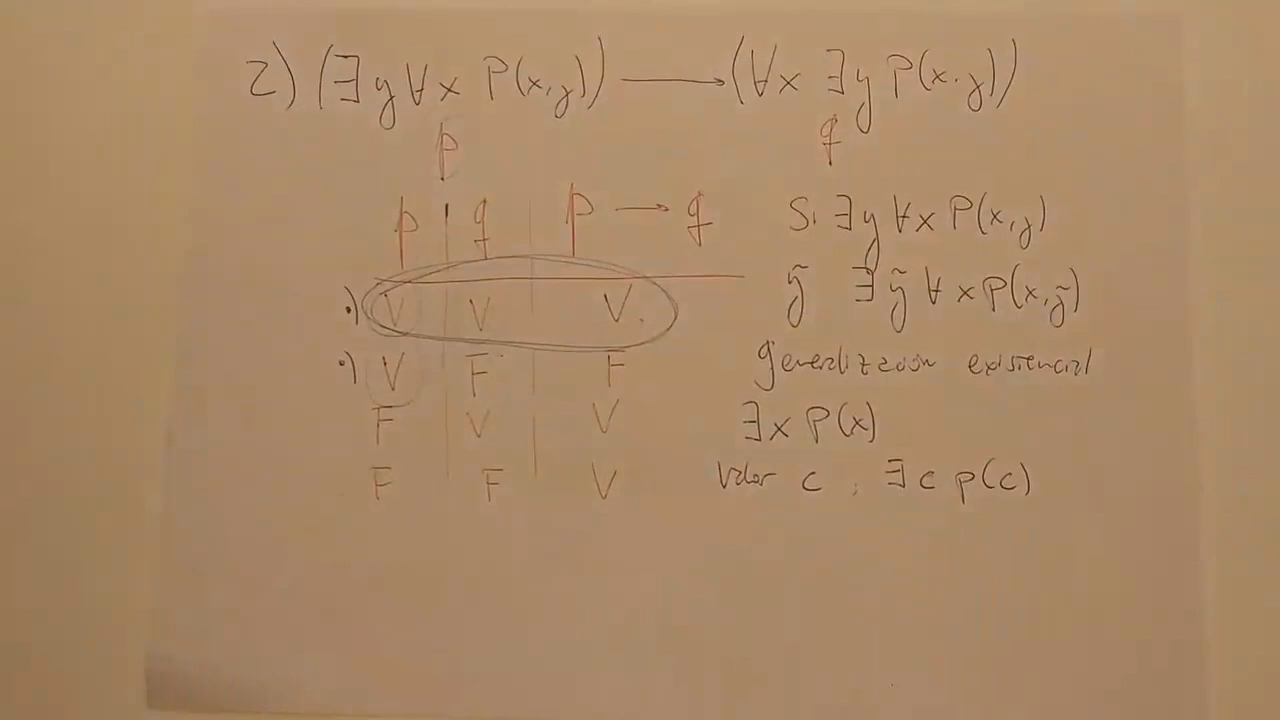 2) (∃ y ∀ x P(x,y)) → (∀x ∃ y P(x,y))
p q
p q p → q
•) V V V
•) V F F
F V V
F F V
Si ∃ y ∀ x P(x,y)
ỹ ∃ ỹ ∀ x P(x,ỹ)
generalización existencial
∃ x P(x)
Valor c , ∃ c p(c)